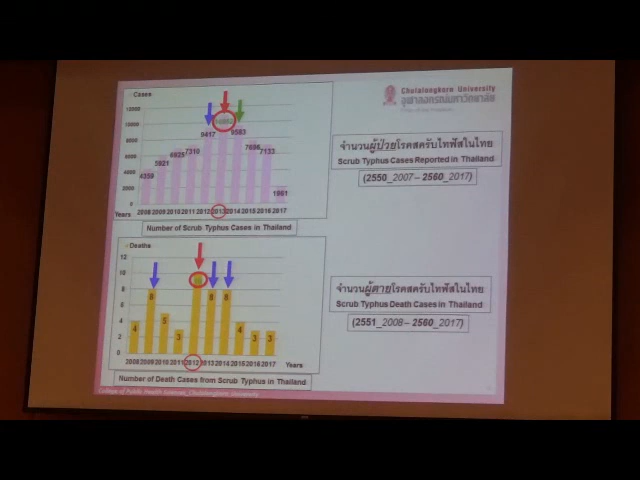 Cases
12000
10000
8000
6000
4000
2000
0
4359
5921
6925
7310
9417
9583
7696
7133
1961
Years
2008 2009 2010 2011 2012 2013 2014 2015 2016 2017
Number of Scrub Typhus Cases in Thailand
Deaths
12
10
8
6
4
2
0
4
8
5
3
8
8
4
3
3
2008 2009 2010 2011 2012 2013 2014 2015 2016 2017
Years
Number of Death Cases from Scrub Typhus in Thailand
College of Public Health Sciences, Chulalongkorn University
Chulalongkorn University
จุฬาลงกรณ์มหาวิทยาลัย
จำนวนผู้ป่วยโรคสครับไทฟัสในไทย
Scrub Typhus Cases Reported in Thailand
(2550_2007 – 2560_2017)
จำนวนผู้ตายโรคสครับไทฟัสในไทย
Scrub Typhus Death Cases in Thailand
(2551_2008 – 2560_2017)